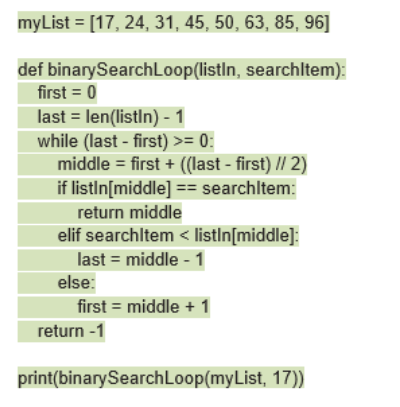 myList = [17, 24, 31, 45, 50, 63, 85, 96]
def binarySearchLoop(listIn, searchItem):
first = 0
last = len(listIn) - 1
while (last - first) >= 0:
middle = first + ((last - first) // 2)
if listIn[middle] == searchItem:
return middle
elif searchItem < listIn[middle]:
last = middle - 1
else:
first = middle + 1
return -1
print(binarySearchLoop(myList, 17))